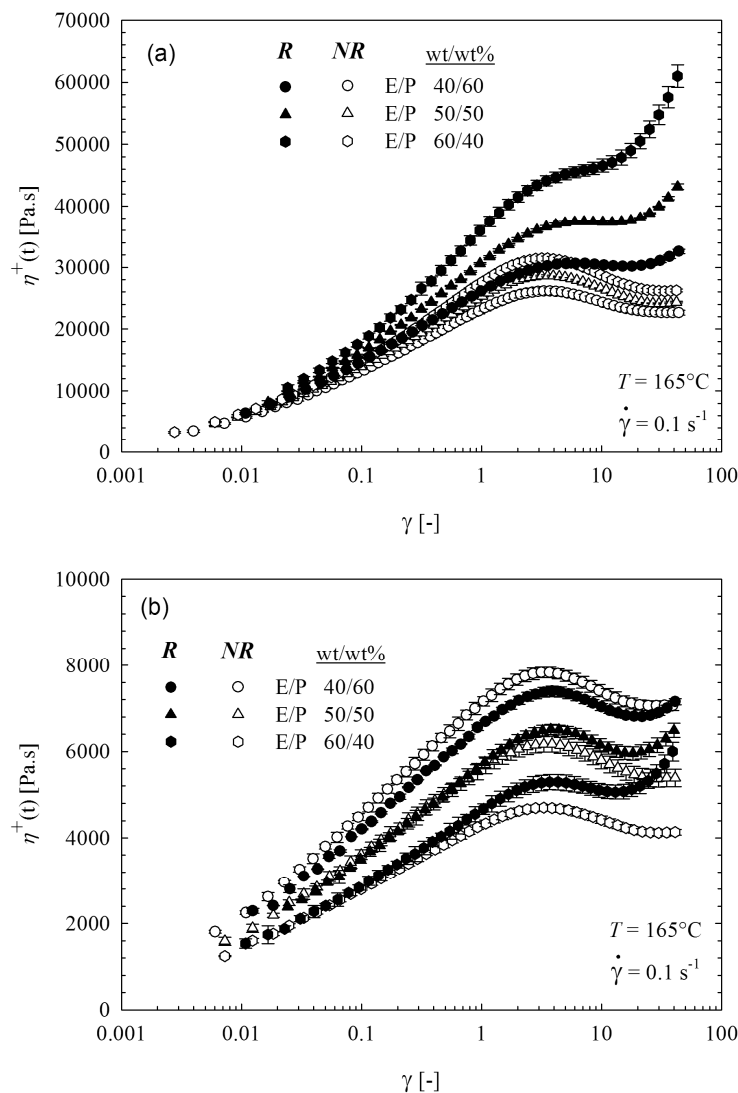 70000
(a)
R NR wt/wt%
60000
E/P 40/60
E/P 50/50
50000
E/P 60/40
40000
η⁺(t) [Pa.s]
30000
20000
T = 165°C
10000
γ̇ = 0.1 s⁻¹
0
0.001 0.01 0.1 1 10 100
γ [-]
10000
(b)
R NR wt/wt%
8000
E/P 40/60
E/P 50/50
E/P 60/40
6000
η⁺(t) [Pa.s]
4000
2000
T = 165°C
γ̇ = 0.1 s⁻¹
0
0.001 0.01 0.1 1 10 100
γ [-]